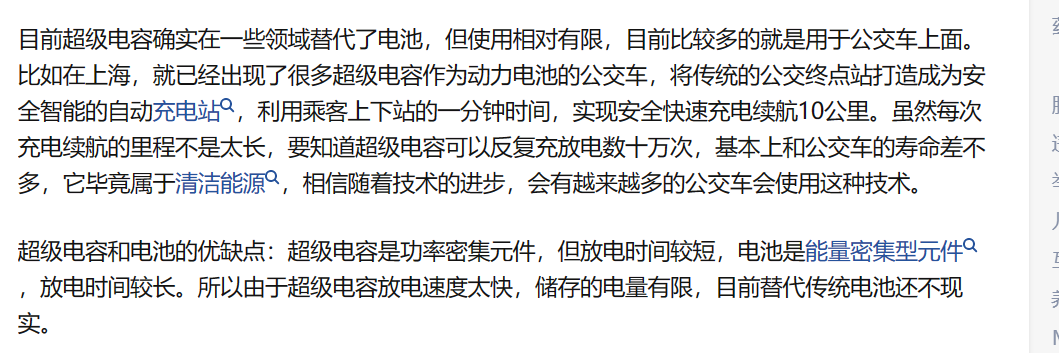 目前超级电容确实在一些领域替代了电池，但使用相对有限，目前比较多的就是用于公交车上面。
比如在上海，就已经出现了很多超级电容作为动力电池的公交车，将传统的公交终点站打造成为安
全智能的自动充电站，利用乘客上下站的一分钟时间，实现安全快速充电续航10公里。虽然每次
充电续航的里程不是太长，要知道超级电容可以反复充放电数十万次，基本上和公交车的寿命差不
多，它毕竟属于清洁能源，相信随着技术的进步，会有越来越多的公交车会使用这种技术。
超级电容和电池的优缺点：超级电容是功率密集元件，但放电时间较短，电池是能量密集型元件
，放电时间较长。所以由于超级电容放电速度太快，储存的电量有限，目前替代传统电池还不现
实。